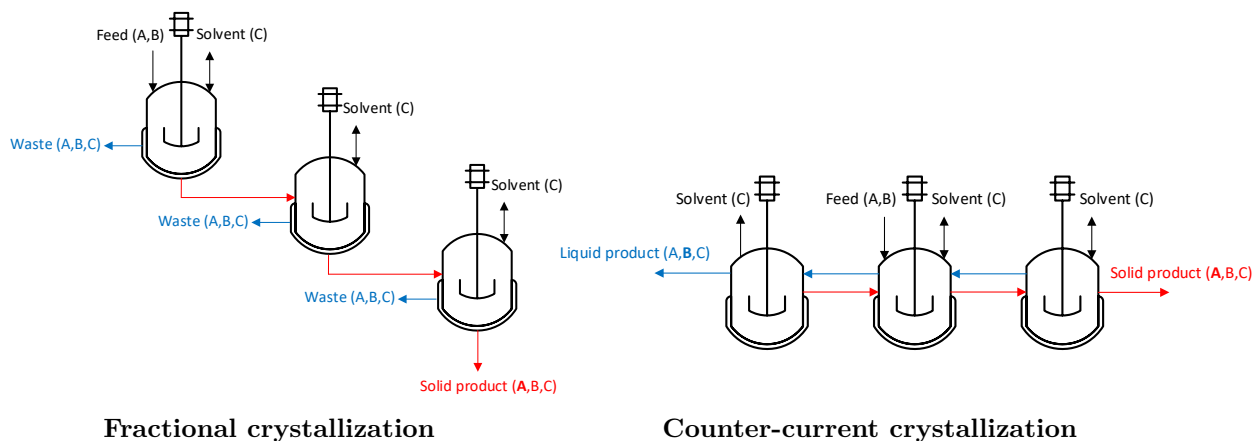 Feed (A,B)
Solvent (C)
Waste (A,B,C)
Solvent (C)
Waste (A,B,C)
Solvent (C)
Waste (A,B,C)
Solid product (A,B,C)
Fractional crystallization
Solvent (C)
Feed (A,B)
Solvent (C)
Solvent (C)
Liquid product (A,B,C)
Solid product (A,B,C)
Counter-current crystallization